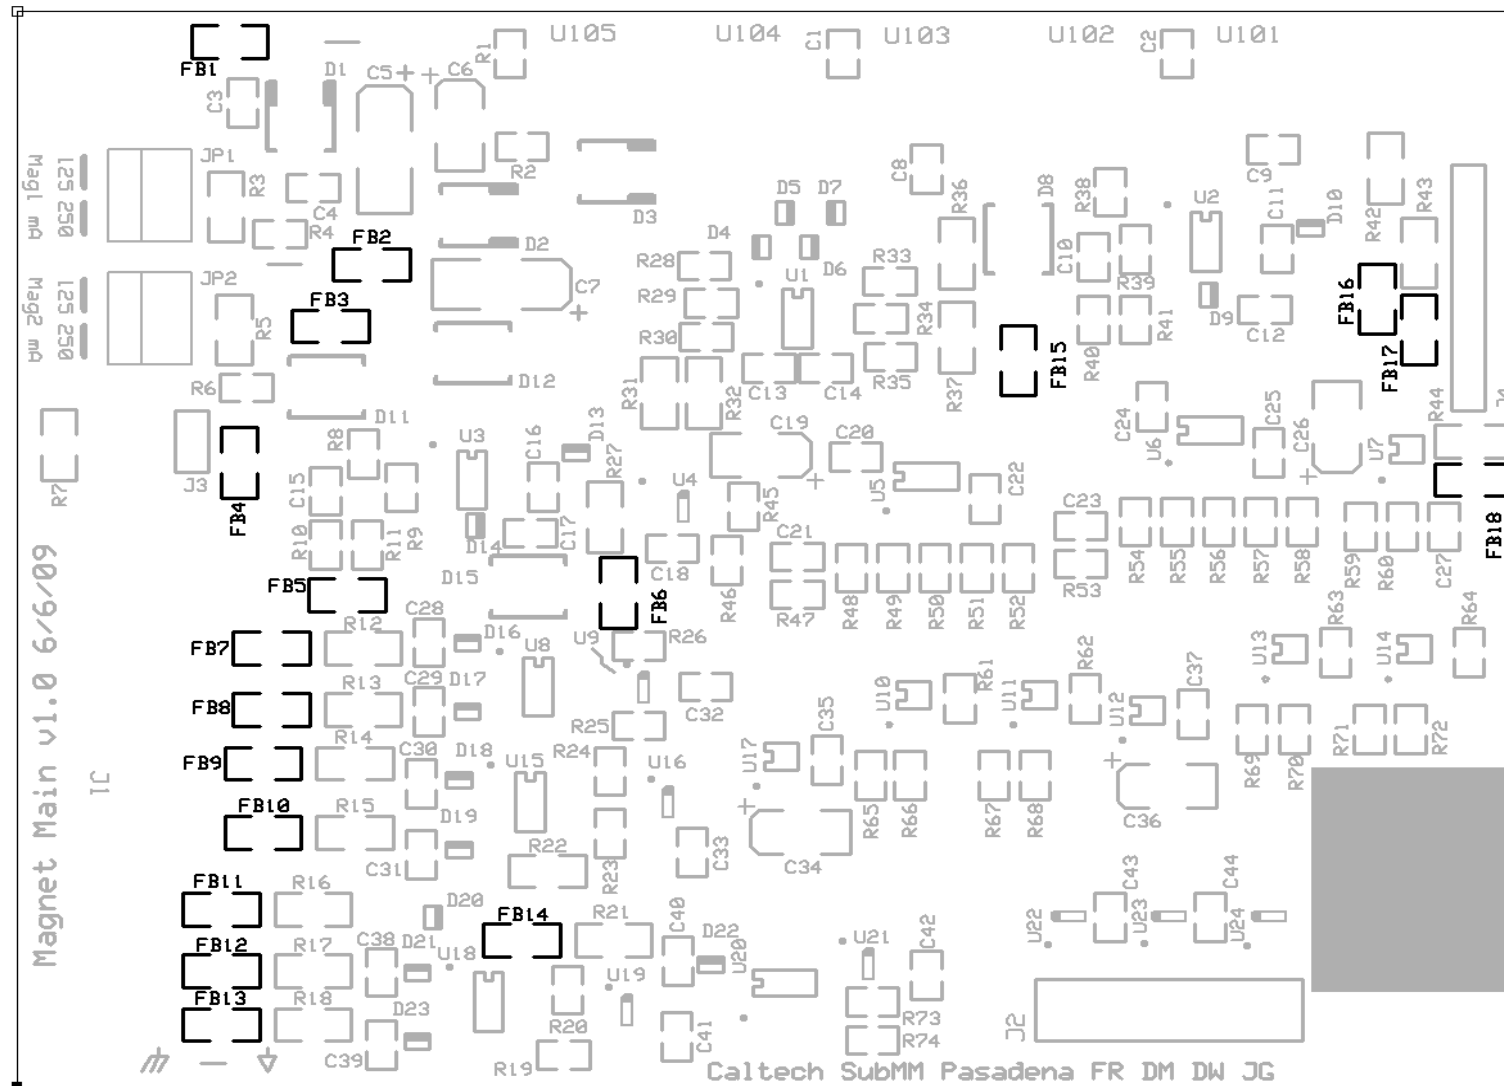 U105 U104 U103 U102 U101
R1 C1 C2
FB1
D1 C5 C6
C3
JP1
R3 C4 R4 R2 D3
Mag1 mA
125 250
D5 D7 C8 R36 D8 R38 U2 C9 C11 D10 R42 R43
FB2 D2 D4 D6
R28 U1 R33 C10 R39
JP2
C7 R29 R34
Mag2 mA
125 250
FB3 R5 R30 D9 C12 R41 R40 FB16
FB15 FB17
R6 D12 R31 R32 C13 C14 R35 R37
D11 R44 J4
R8 U3 C16 D13 R27 C19 C20 C24 U6 C25 C26 U7
R7 J3 FB4 C15 R9 U4 R45 U5 C22 C23
R10 R11 D14 C17 C18 C21 R54 R55 R56 R57 R58 R59 R60 C27 FB18
D15 R46 R47 R48 R49 R50 R51 R52 R53
FB5 FB6
R12 C28 D16 U8 U9 R26 R63 R64
FB7 U13 U14
R13 C29 D17 C32 R61 R62 C37
FB8 R25 U10 U11 U12
R14 C30 D18 U15 R24 U16 U17 C35 R69 R70 R71 R72
FB9
J1
FB10 R15 D19 R65 R66 R67 R68 C36
C31 R22 R23 C33 C34
FB11 R16 D20 FB14 R21 C40 C42 C43 C44
U22 U23 U24
FB12 R17 C38 D21 U18 D22 U20 U21
U19
FB13 R18 D23 R20 C41 R73
R74 J2
C39 R19
Magnet Main v1.0 6/6/09
Caltech SubMM Pasadena FR DM DW JG